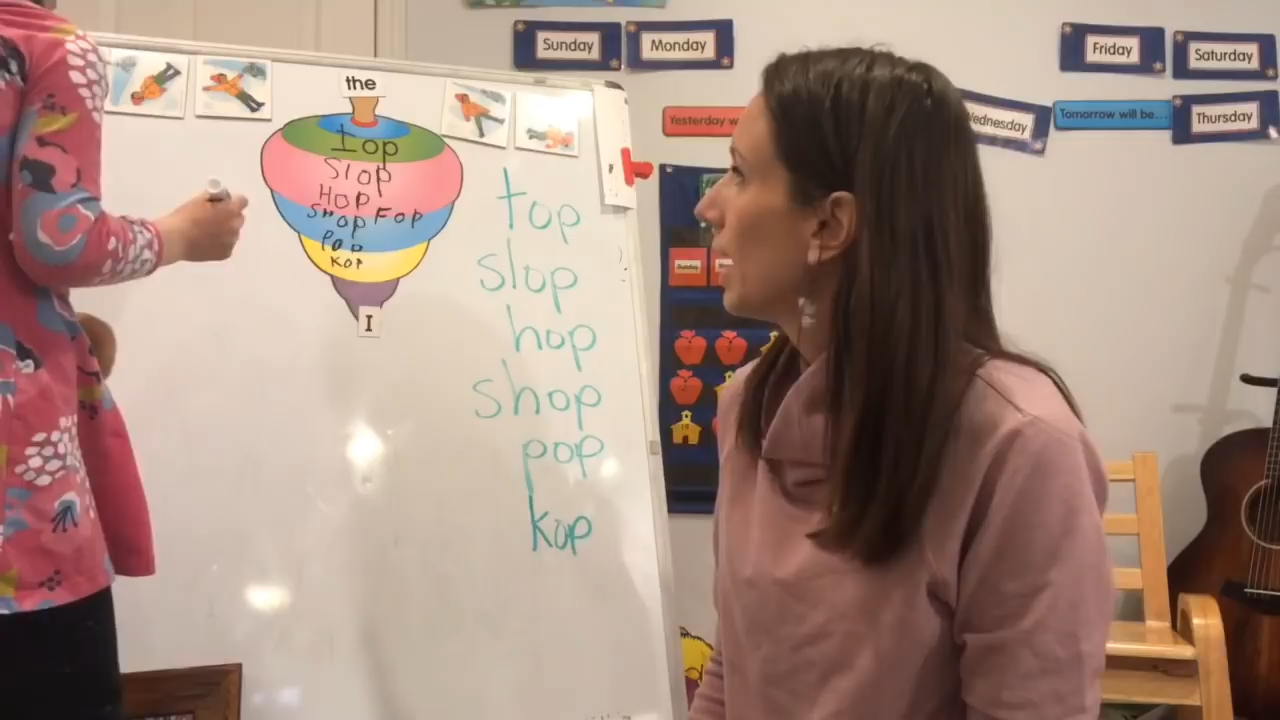 Sunday
Monday
Friday
Saturday
Yesterday w
Wednesday
Tomorrow will be...
Thursday
the
Top
Slop
Hop
Shop Fop
Pop
Kop
I
top
slop
hop
shop
pop
kop
Sunday